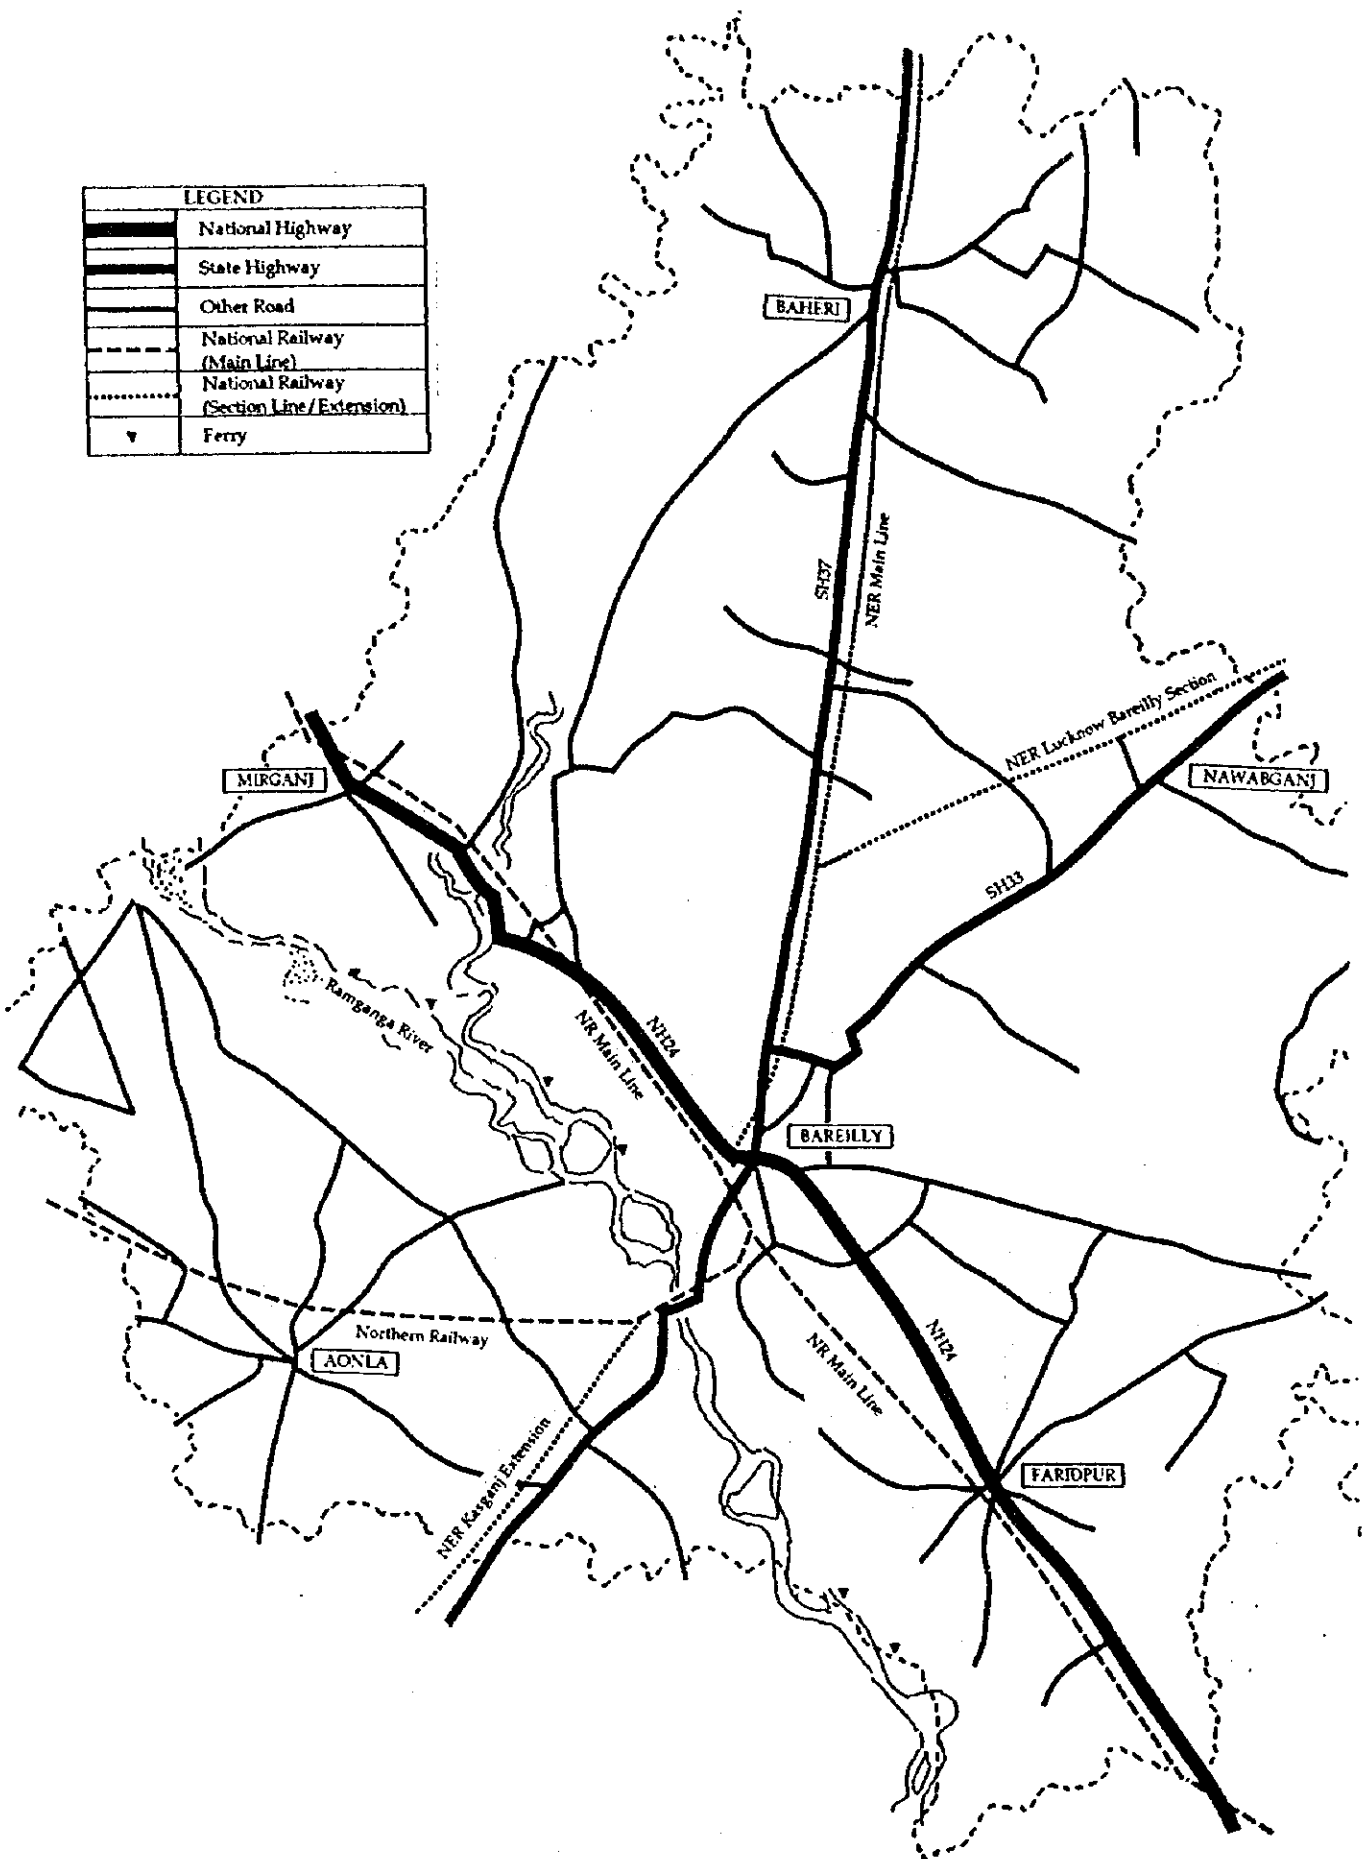 LEGEND
National Highway
State Highway
Other Road
National Railway
(Main Line)
National Railway
(Section Line/Extension)
Ferry
BAHERI
SH37
NER Main Line
NER Lucknow Bareilly Section
MIRGANJ
NAWABGANJ
SH33
Ramganga River
NH24
NR Main Line
BAREILLY
Northern Railway
AONLA
NH24
NR Main Line
NER Kasganj Extension
FARIDPUR